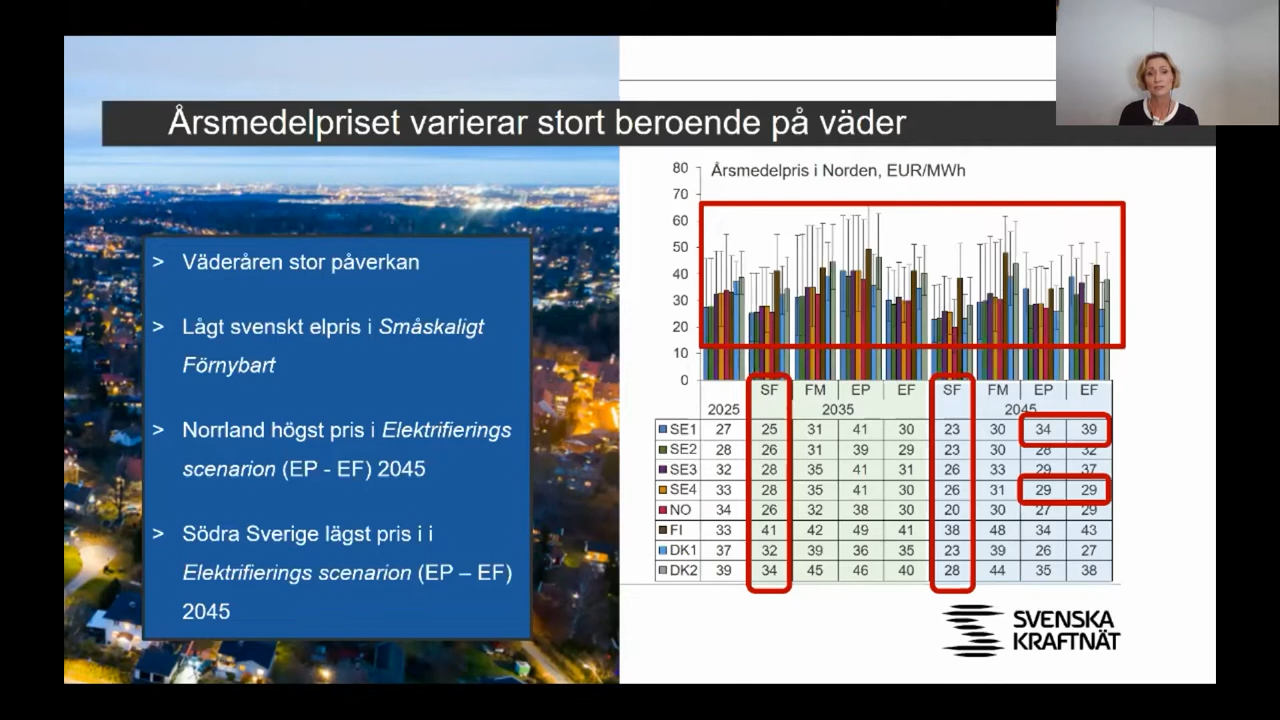 Årsmedelpriset varierar stort beroende på väder
> Väderåren stor påverkan
> Lågt svenskt elpris i Småskaligt
Förnybart
> Norrland högst pris i Elektrifierings
scenarion (EP - EF) 2045
> Södra Sverige lägst pris i i
Elektrifierings scenarion (EP – EF)
2045
Årsmedelpris i Norden, EUR/MWh
80
70
60
50
40
30
20
10
0
SF FM EP EF SF FM EP EF
2025 2035 2045
SE1 27 25 31 41 30 23 30 34 39
SE2 28 26 31 39 29 23 30 28 32
SE3 32 28 35 41 31 26 33 29 37
SE4 33 28 35 41 30 26 31 29 29
NO 34 26 32 38 30 20 30 27 29
FI 33 41 42 49 41 38 48 34 43
DK1 37 32 39 36 35 23 39 26 27
DK2 39 34 45 46 40 28 44 35 38
SVENSKA
KRAFTNÄT